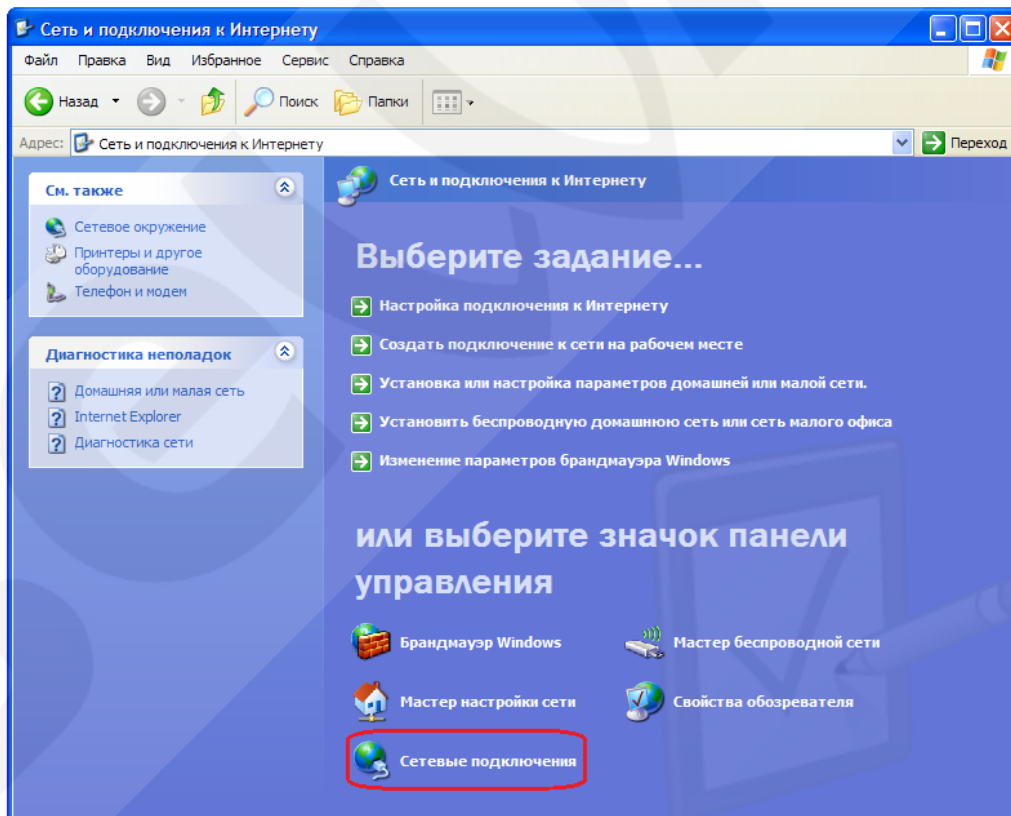 Сеть и подключения к Интернету
Файл Правка Вид Избранное Сервис Справка
Назад Поиск Папки
Адрес: Сеть и подключения к Интернету Переход
См. также
Сетевое окружение
Принтеры и другое
оборудование
Телефон и модем
Диагностика неполадок
Домашняя или малая сеть
Internet Explorer
Диагностика сети
Сеть и подключения к Интернету
Выберите задание...
Настройка подключения к Интернету
Создать подключение к сети на рабочем месте
Установка или настройка параметров домашней или малой сети.
Установить беспроводную домашнюю сеть или сеть малого офиса
Изменение параметров брандмауэра Windows
или выберите значок панели
управления
Брандмауэр Windows Мастер беспроводной сети
Мастер настройки сети Свойства обозревателя
Сетевые подключения